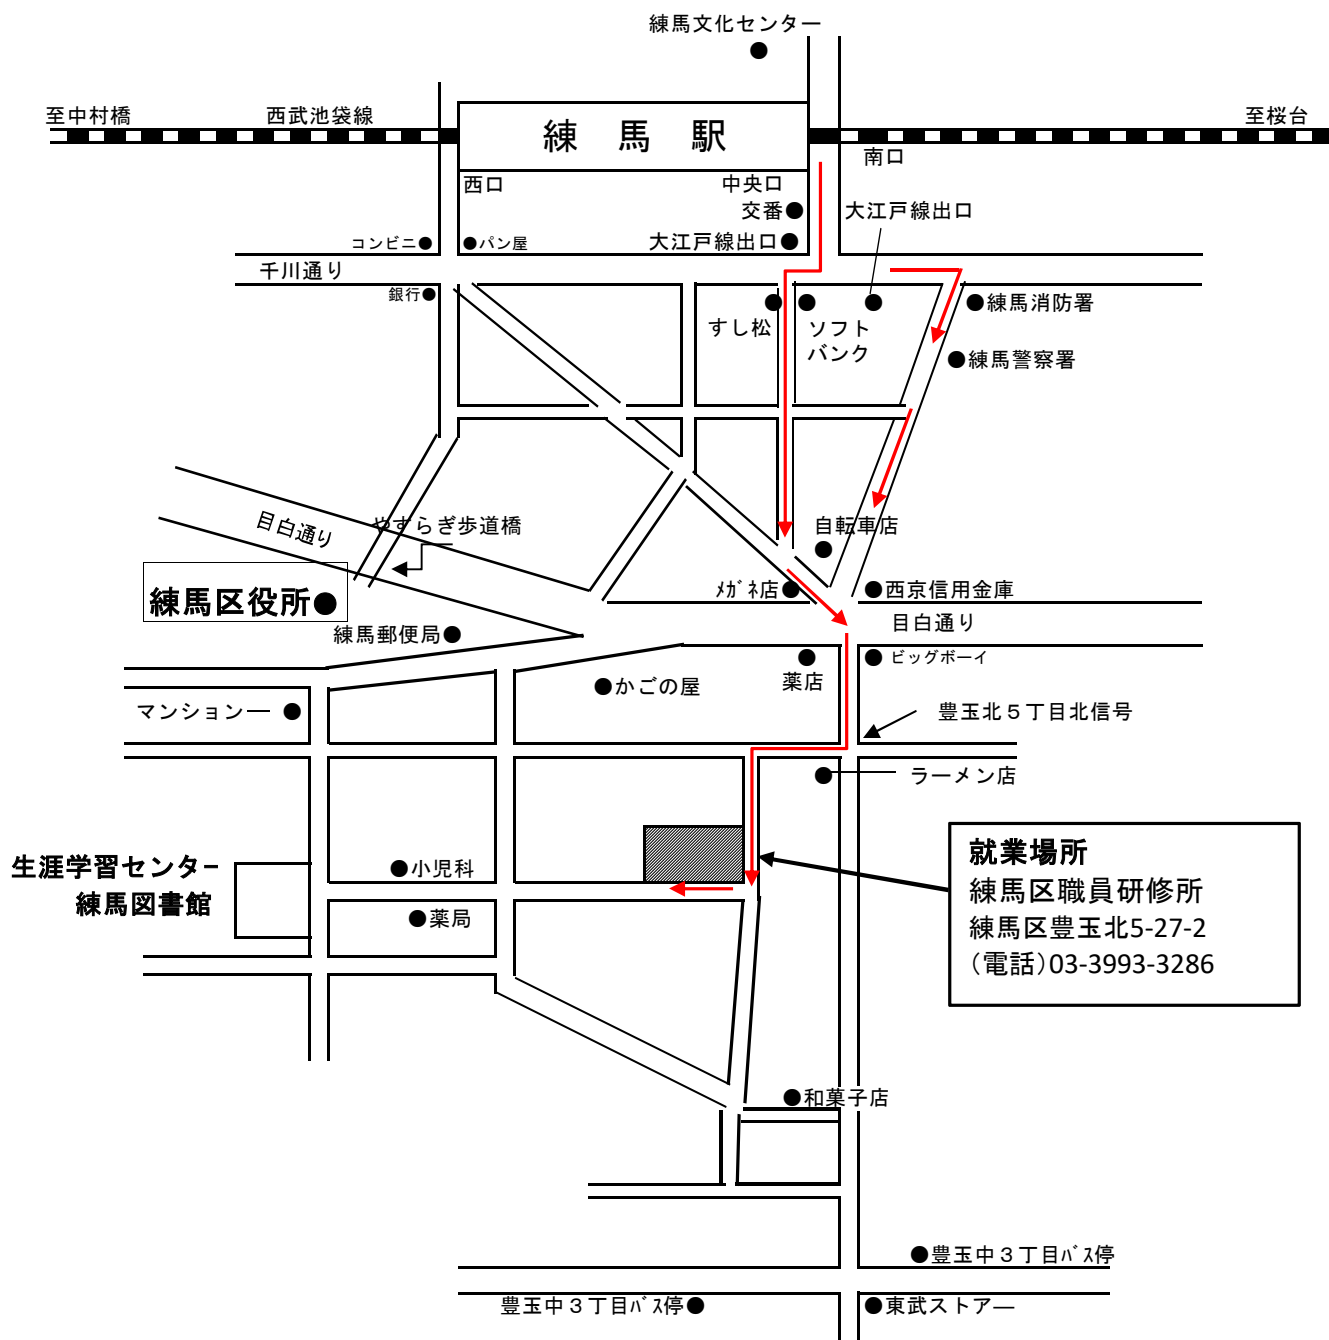 練馬文化センター
至中村橋
西武池袋線
練 馬 駅
至桜台
南口
西口
中央口
交番
大江戸線出口
大江戸線出口
コンビニ
パン屋
千川通り
銀行
すし松
ソフト
バンク
練馬消防署
練馬警察署
目白通り
やすらぎ歩道橋
自転車店
練馬区役所
ﾒｶﾞﾈ店
西京信用金庫
目白通り
練馬郵便局
ビッグボーイ
薬店
かごの屋
マンション―
豊玉北５丁目北信号
ラーメン店
生涯学習センター
練馬図書館
小児科
薬局
就業場所
練馬区職員研修所
練馬区豊玉北5-27-2
（電話）03-3993-3286
和菓子店
豊玉中３丁目ﾊﾞｽ停
豊玉中３丁目ﾊﾞｽ停
東武ストアー